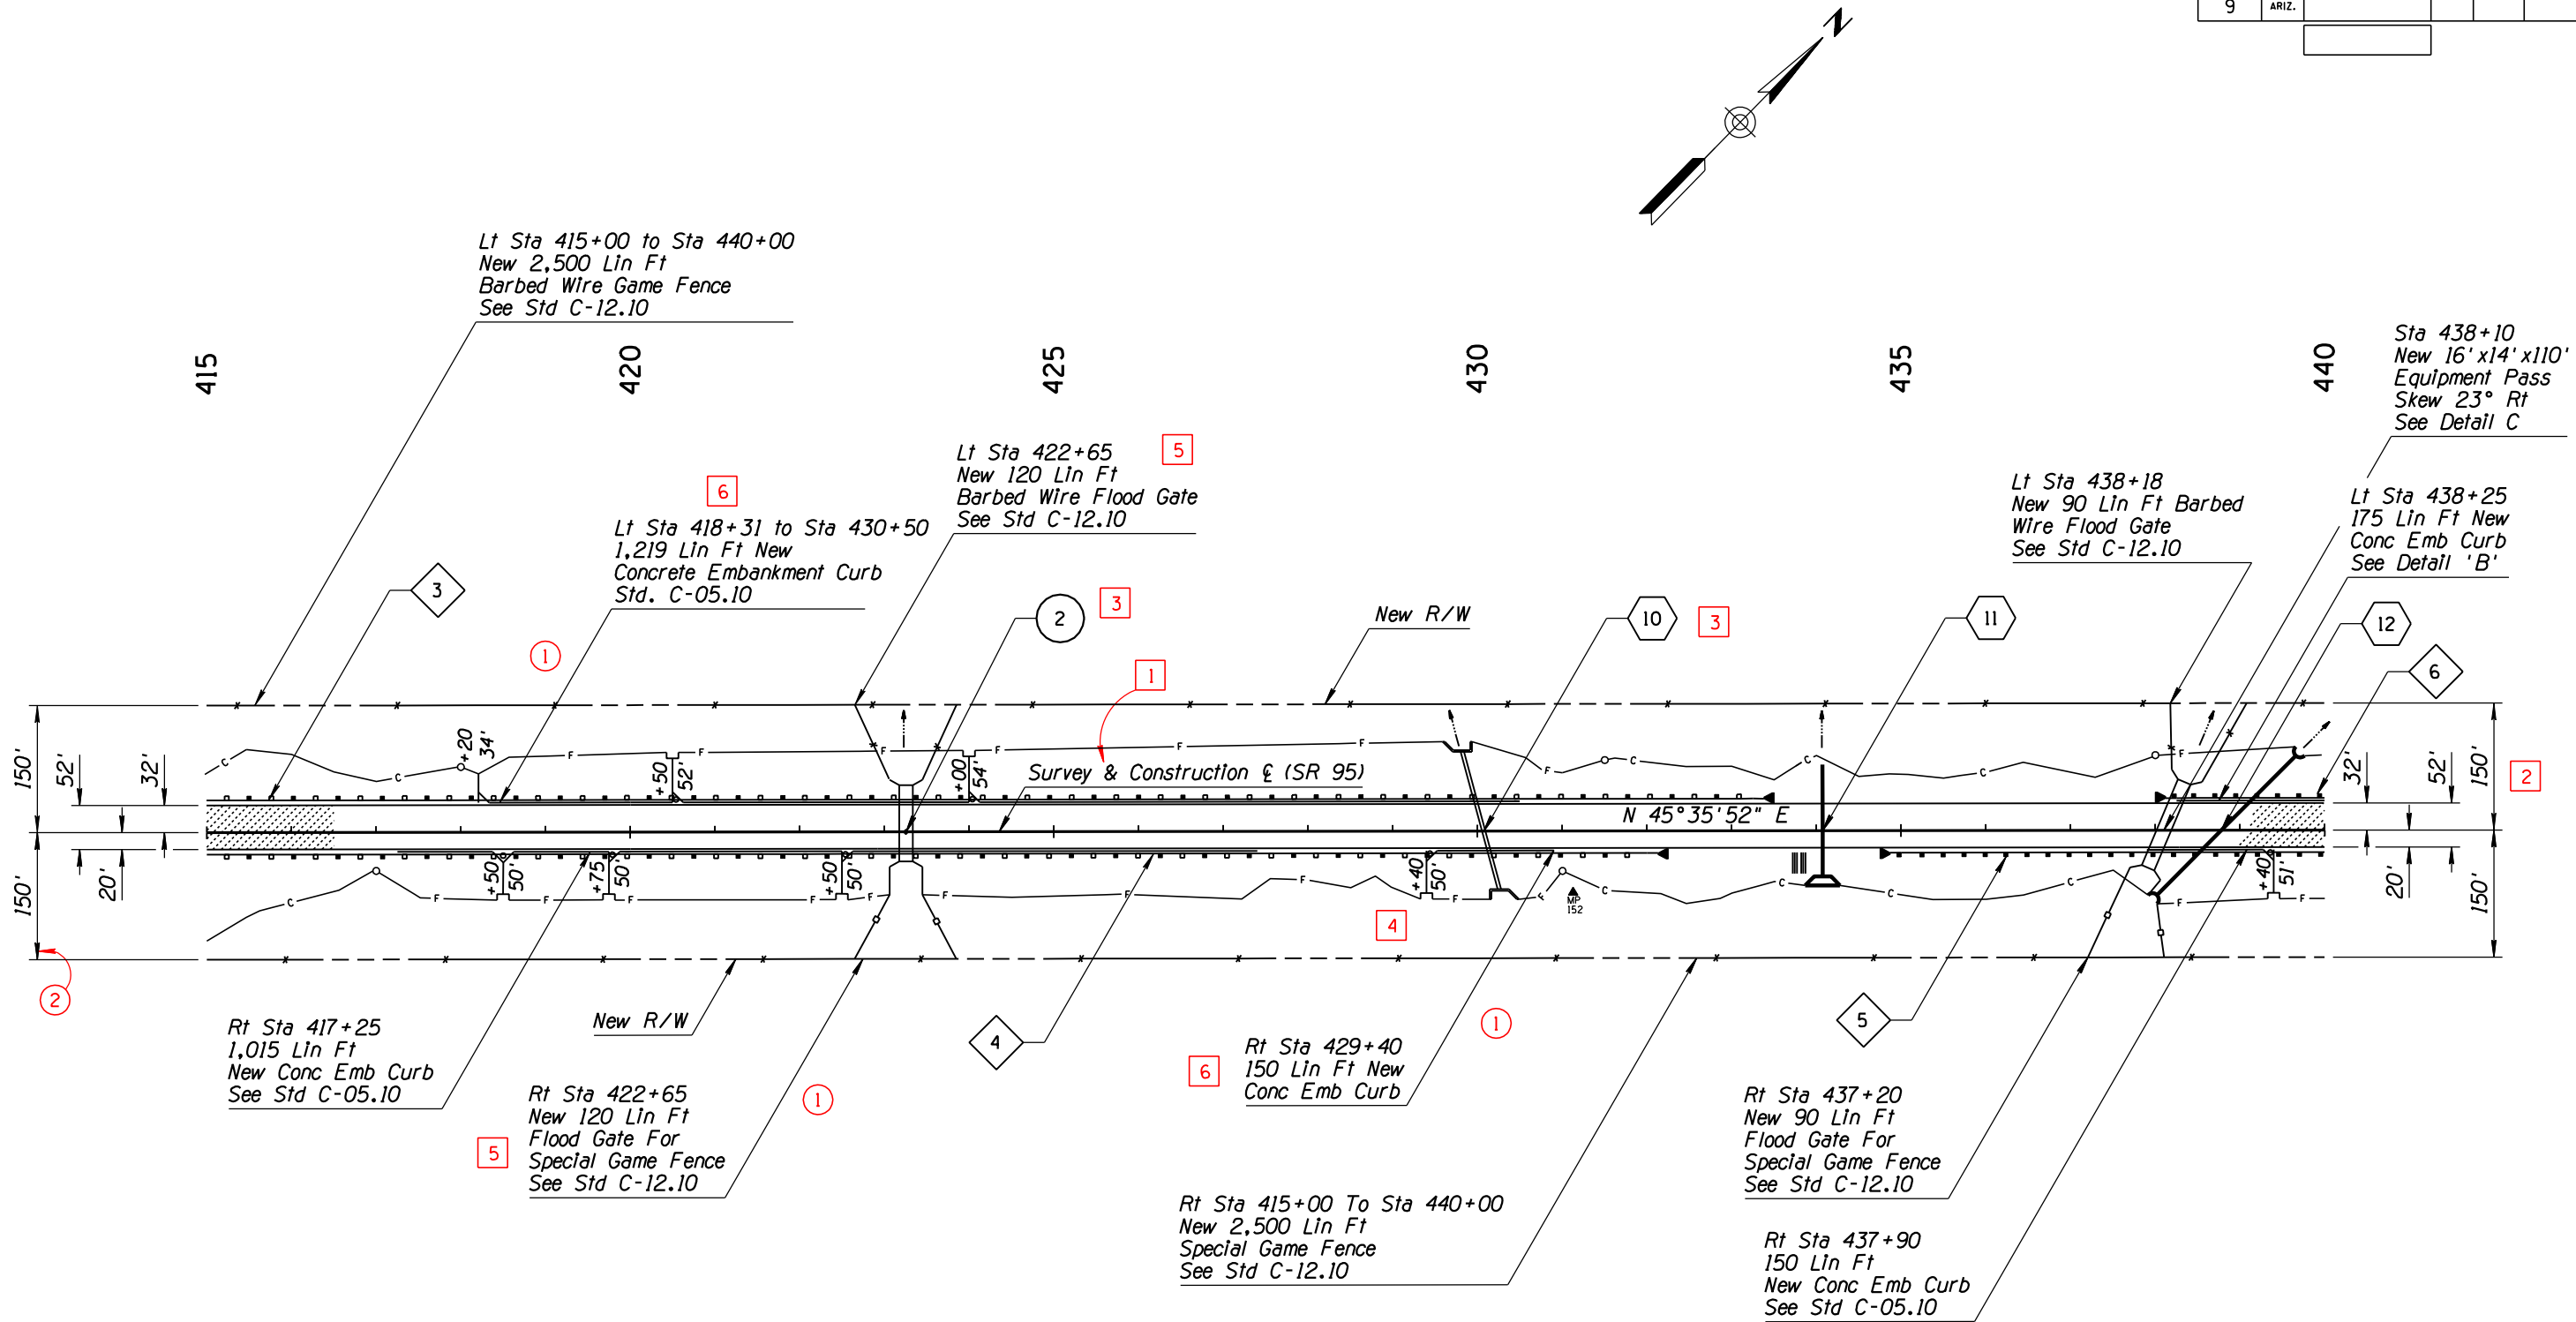 9 ARIZ.
N
Lt Sta 415+00 to Sta 440+00
New 2,500 Lin Ft
Barbed Wire Game Fence
See Std C-12.10
415
420
425
430
435
440
Sta 438+10
New 16'x14'x110'
Equipment Pass
Skew 23° Rt
See Detail C
6
Lt Sta 418+31 to Sta 430+50
1,219 Lin Ft New
Concrete Embankment Curb
Std. C-05.10
Lt Sta 422+65
New 120 Lin Ft
Barbed Wire Flood Gate
See Std C-12.10
5
Lt Sta 438+18
New 90 Lin Ft Barbed
Wire Flood Gate
See Std C-12.10
Lt Sta 438+25
175 Lin Ft New
Conc Emb Curb
See Detail 'B'
3
2
3
New R/W
10
3
11
12
6
1
1
150'
52'
32'
20'
150'
+20
34'
+50
52'
+00
54'
C
C
F
F
F
F
F
F
F
C
C
C
F
F
Survey & Construction ℄ (SR 95)
N 45°35'52" E
32'
52'
150'
2
20'
150'
+50
50'
+75
50'
+50
50'
+40
50'
+40
51'
C
F
F
F
F
F
F
F
F
F
F
C
C
C
C
F
F
MP
152
4
2
Rt Sta 417+25
1,015 Lin Ft
New Conc Emb Curb
See Std C-05.10
New R/W
5
Rt Sta 422+65
New 120 Lin Ft
Flood Gate For
Special Game Fence
See Std C-12.10
1
4
6
Rt Sta 429+40
150 Lin Ft New
Conc Emb Curb
1
5
Rt Sta 415+00 To Sta 440+00
New 2,500 Lin Ft
Special Game Fence
See Std C-12.10
Rt Sta 437+20
New 90 Lin Ft
Flood Gate For
Special Game Fence
See Std C-12.10
Rt Sta 437+90
150 Lin Ft
New Conc Emb Curb
See Std C-05.10